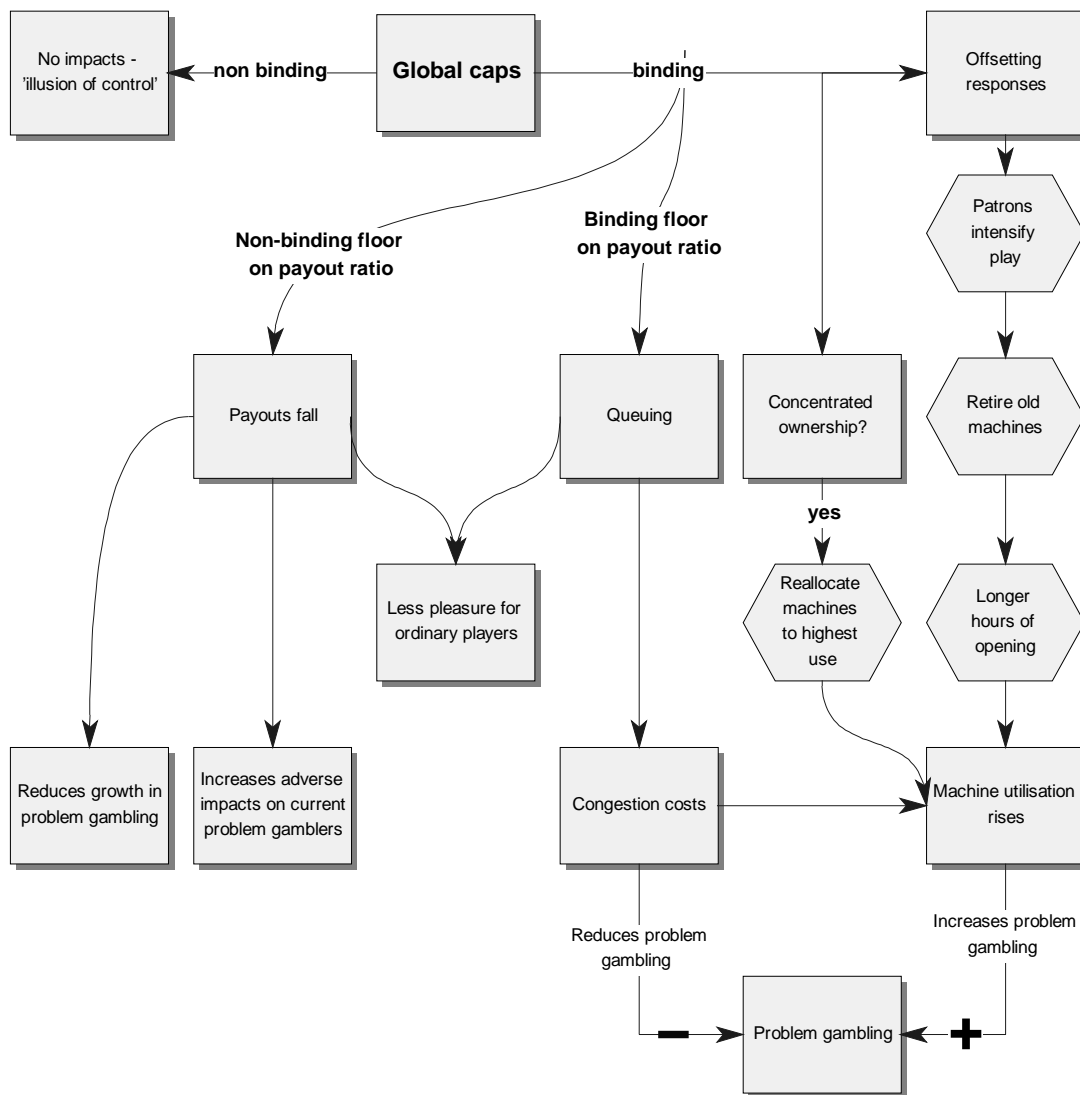 No impacts -
'illusion of control'
non binding
Global caps
binding
Offsetting
responses
Patrons
intensify
play
Non-binding floor
on payout ratio
Binding floor
on payout ratio
Payouts fall
Queuing
Concentrated
ownership?
Retire old
machines
yes
Less pleasure for
ordinary players
Reallocate
machines
to highest
use
Longer
hours of
opening
Reduces growth in
problem gambling
Increases adverse
impacts on current
problem gamblers
Congestion costs
Machine utilisation
rises
Reduces problem
gambling
Increases problem
gambling
Problem gambling
−
+